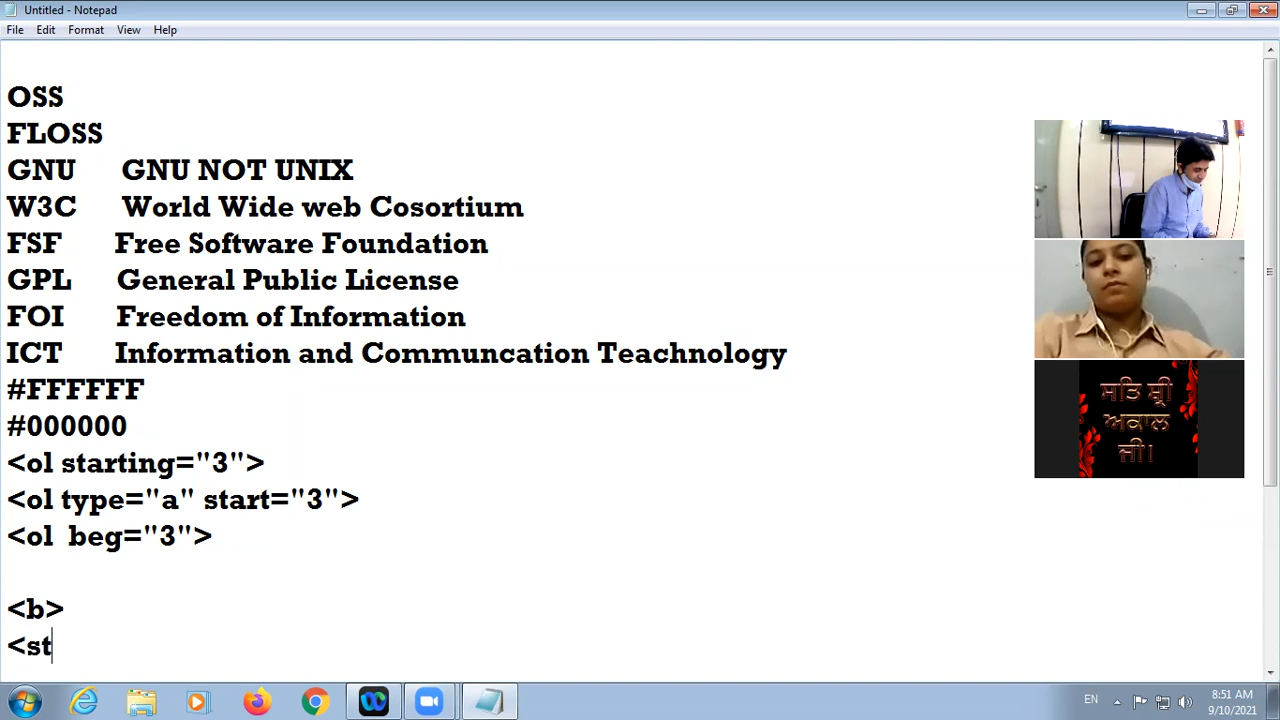 Untitled - Notepad
File Edit Format View Help
OSS
FLOSS
GNU GNU NOT UNIX
W3C World Wide web Cosortium
FSF Free Software Foundation
GPL General Public License
FOI Freedom of Information
ICT Information and Communcation Teachnology
#FFFFFF
#000000
<ol starting="3">
<ol type="a" start="3">
<ol beg="3">
<b>
<st
ਸਤਿ ਸ਼੍ਰੀ
ਅਕਾਲ
ਜੀ।
EN
8:51 AM
9/10/2021